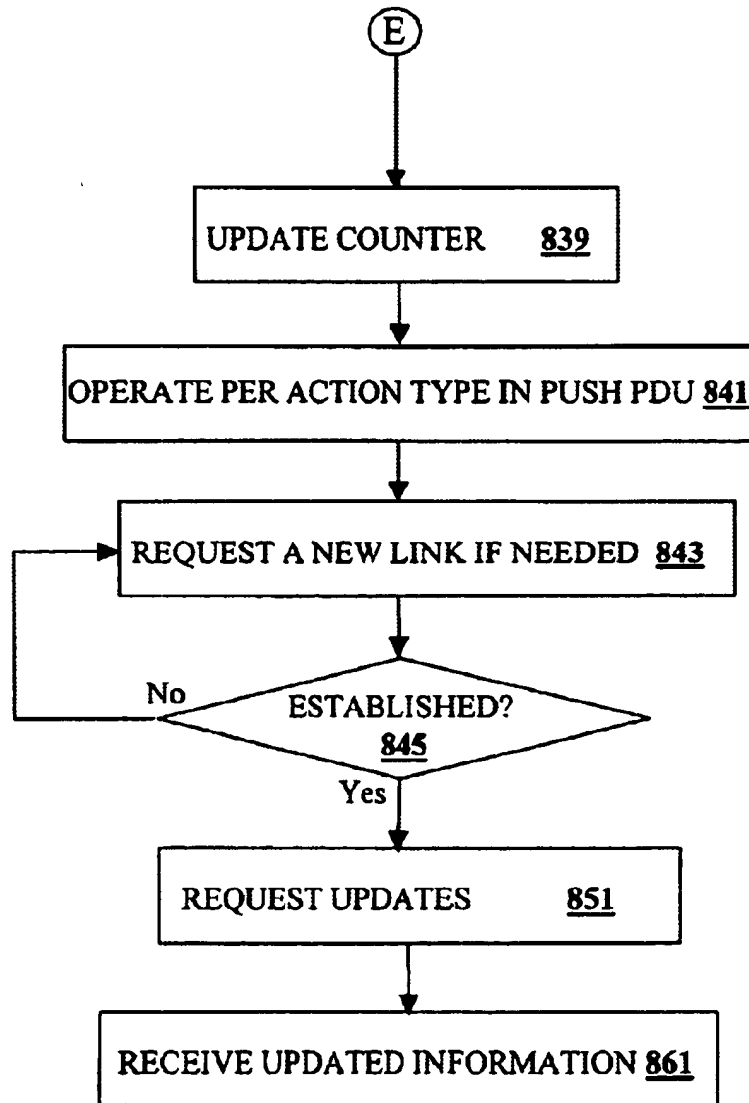 E
UPDATE COUNTER 839
OPERATE PER ACTION TYPE IN PUSH PDU 841
REQUEST A NEW LINK IF NEEDED 843
No
ESTABLISHED?
845
Yes
REQUEST UPDATES 851
RECEIVE UPDATED INFORMATION 861